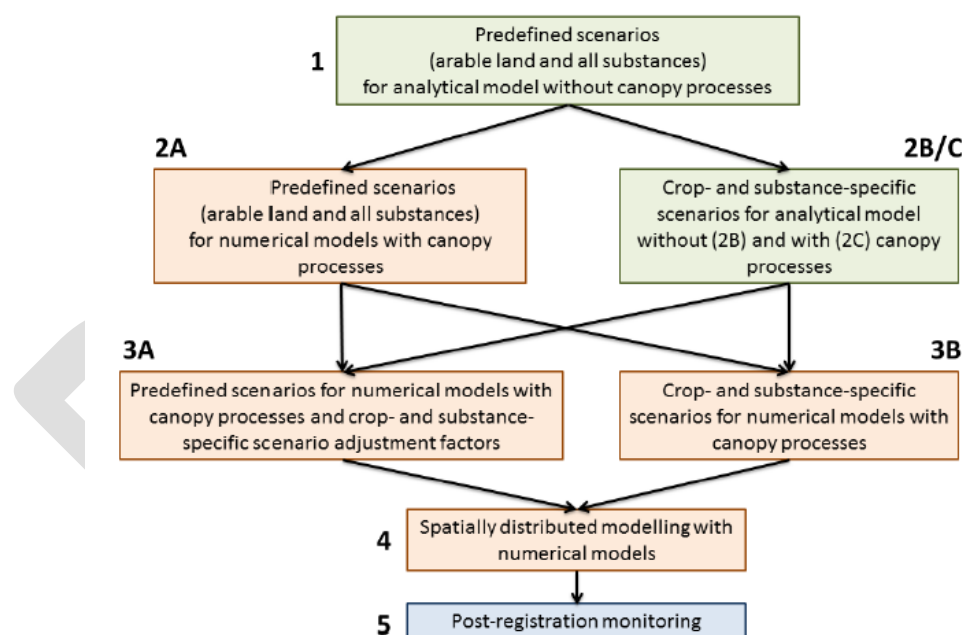 1
Predefined scenarios
(arable land and all substances)
for analytical model without canopy processes
2A
Predefined scenarios
(arable land and all substances)
for numerical models with canopy
processes
2B/C
Crop- and substance-specific
scenarios for analytical model
without (2B) and with (2C) canopy
processes
3A
Predefined scenarios for numerical models with
canopy processes and crop- and substance-
specific scenario adjustment factors
3B
Crop- and substance-specific
scenarios for numerical models with
canopy processes
4
Spatially distributed modelling with
numerical models
5
Post-registration monitoring